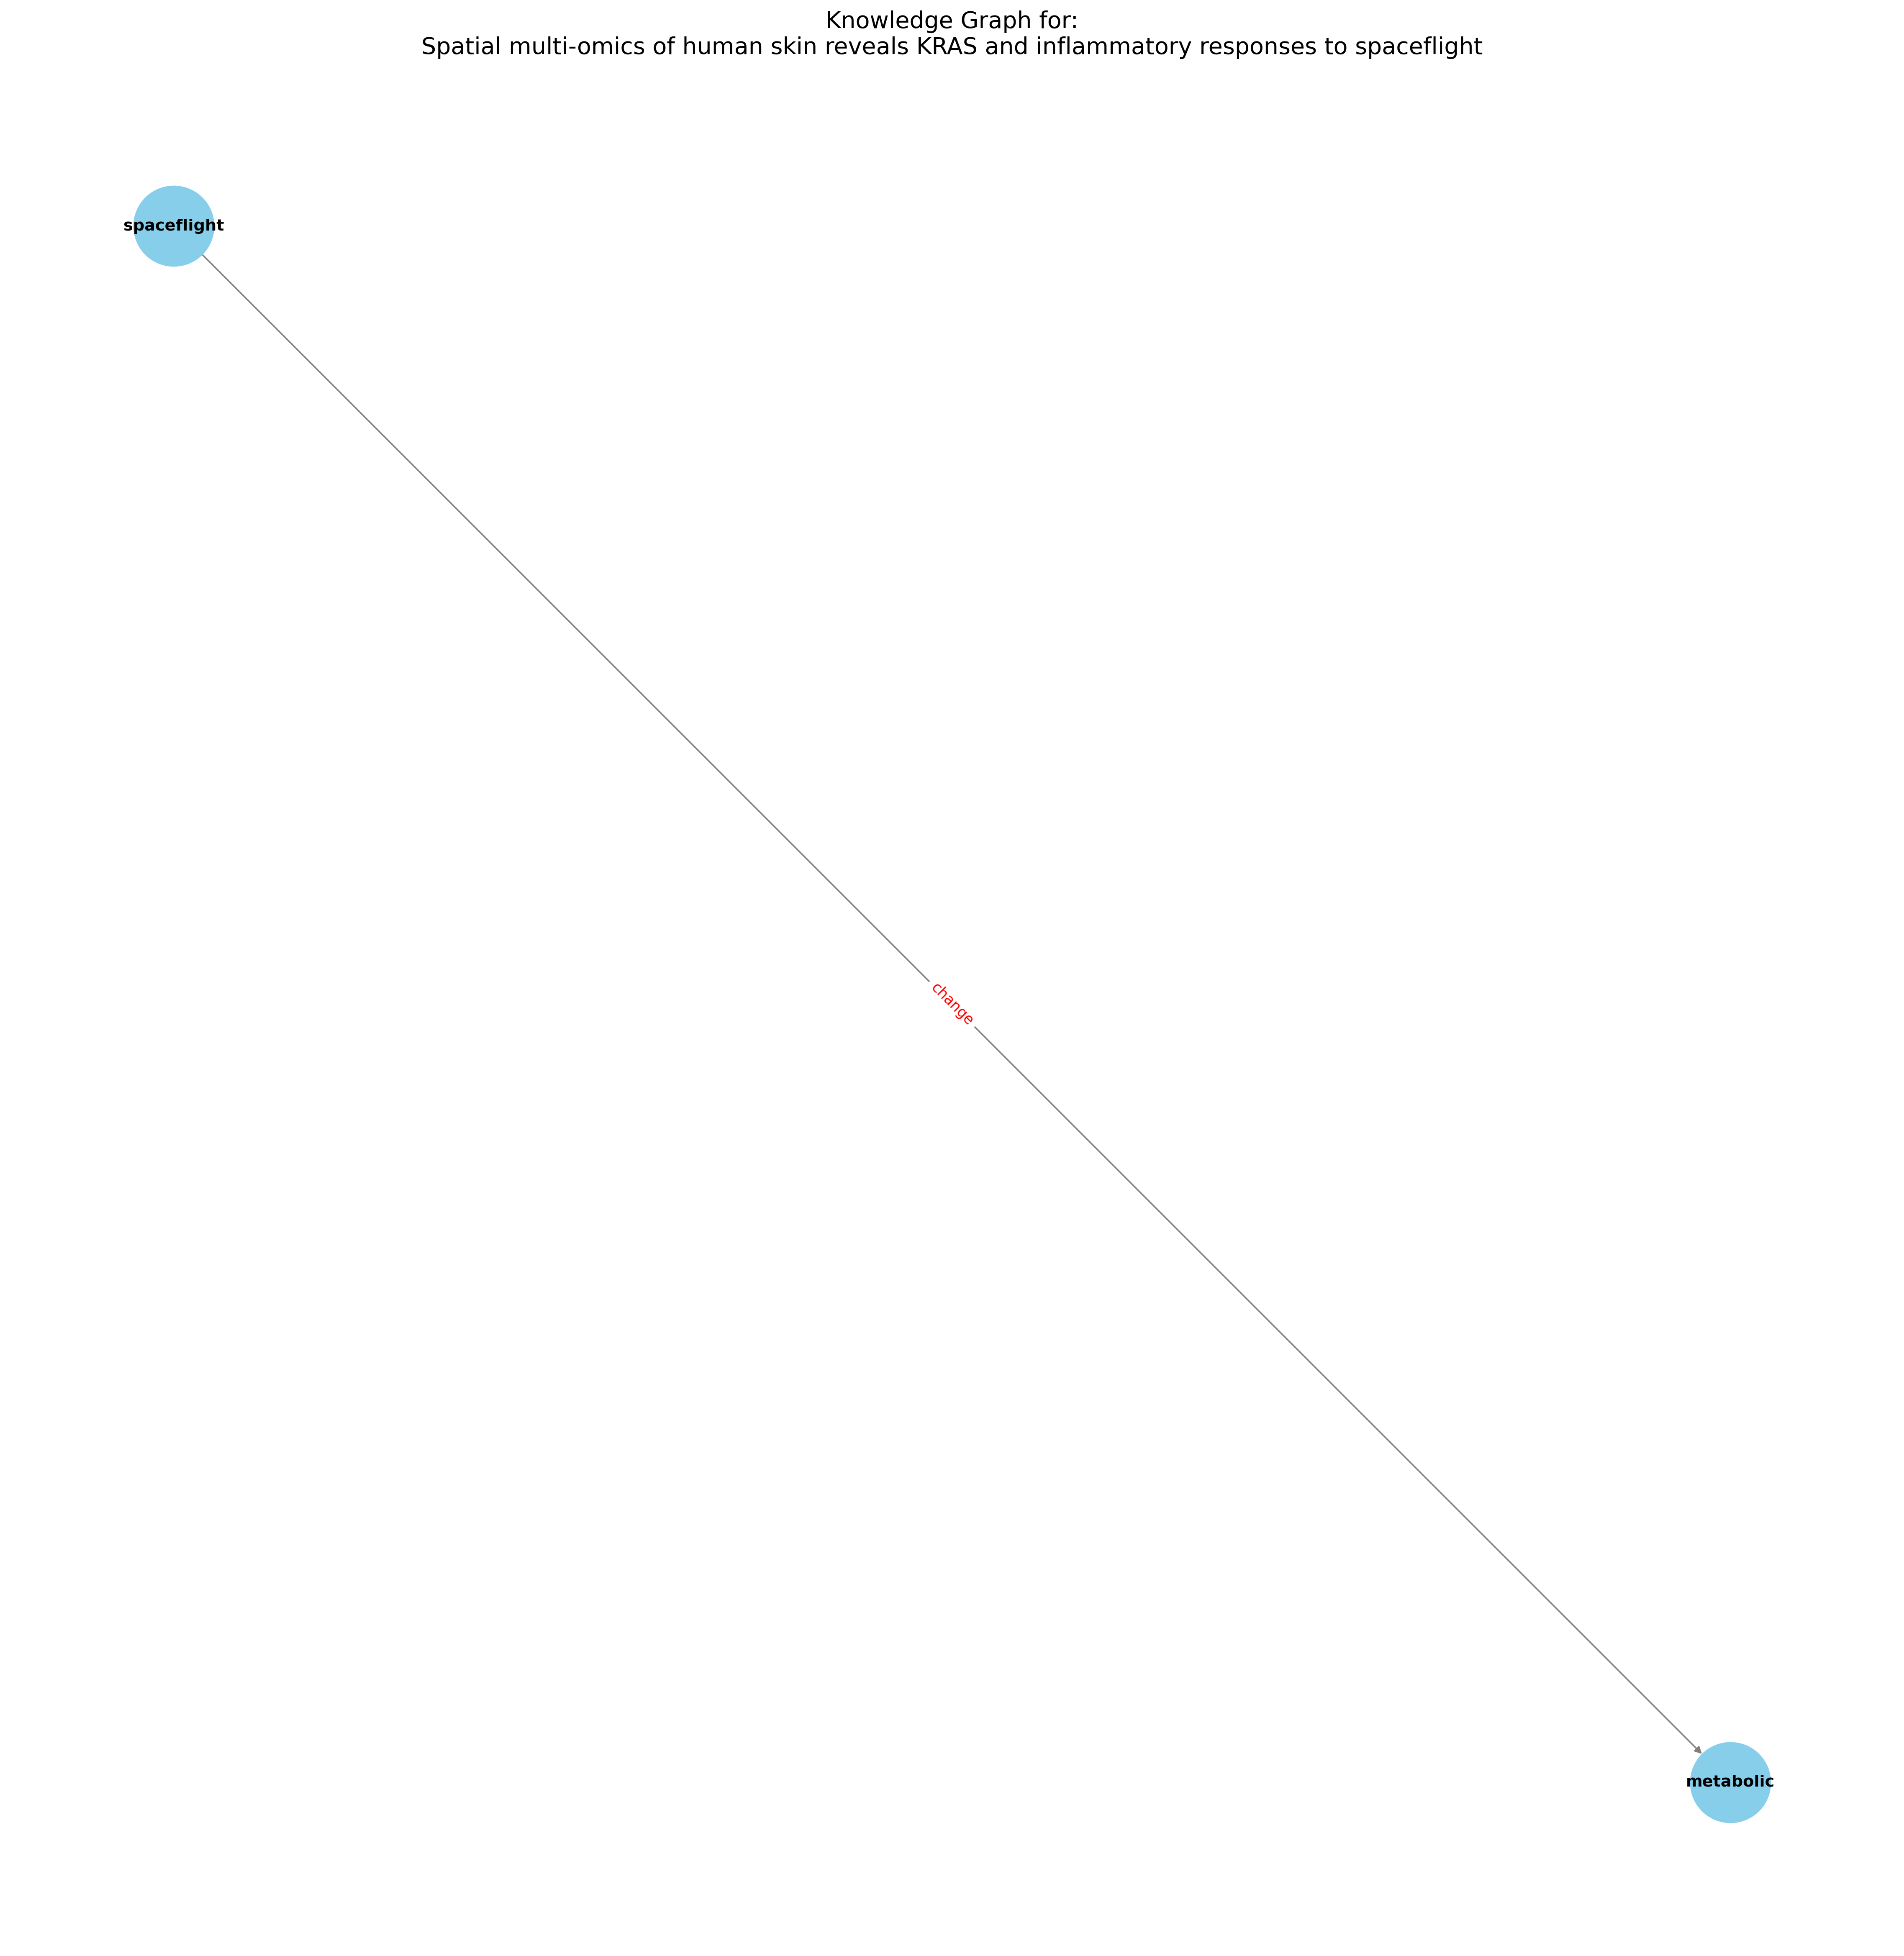 Knowledge Graph for:
Spatial multi-omics of human skin reveals KRAS and inflammatory responses to spaceflight
spaceflight
change
metabolic